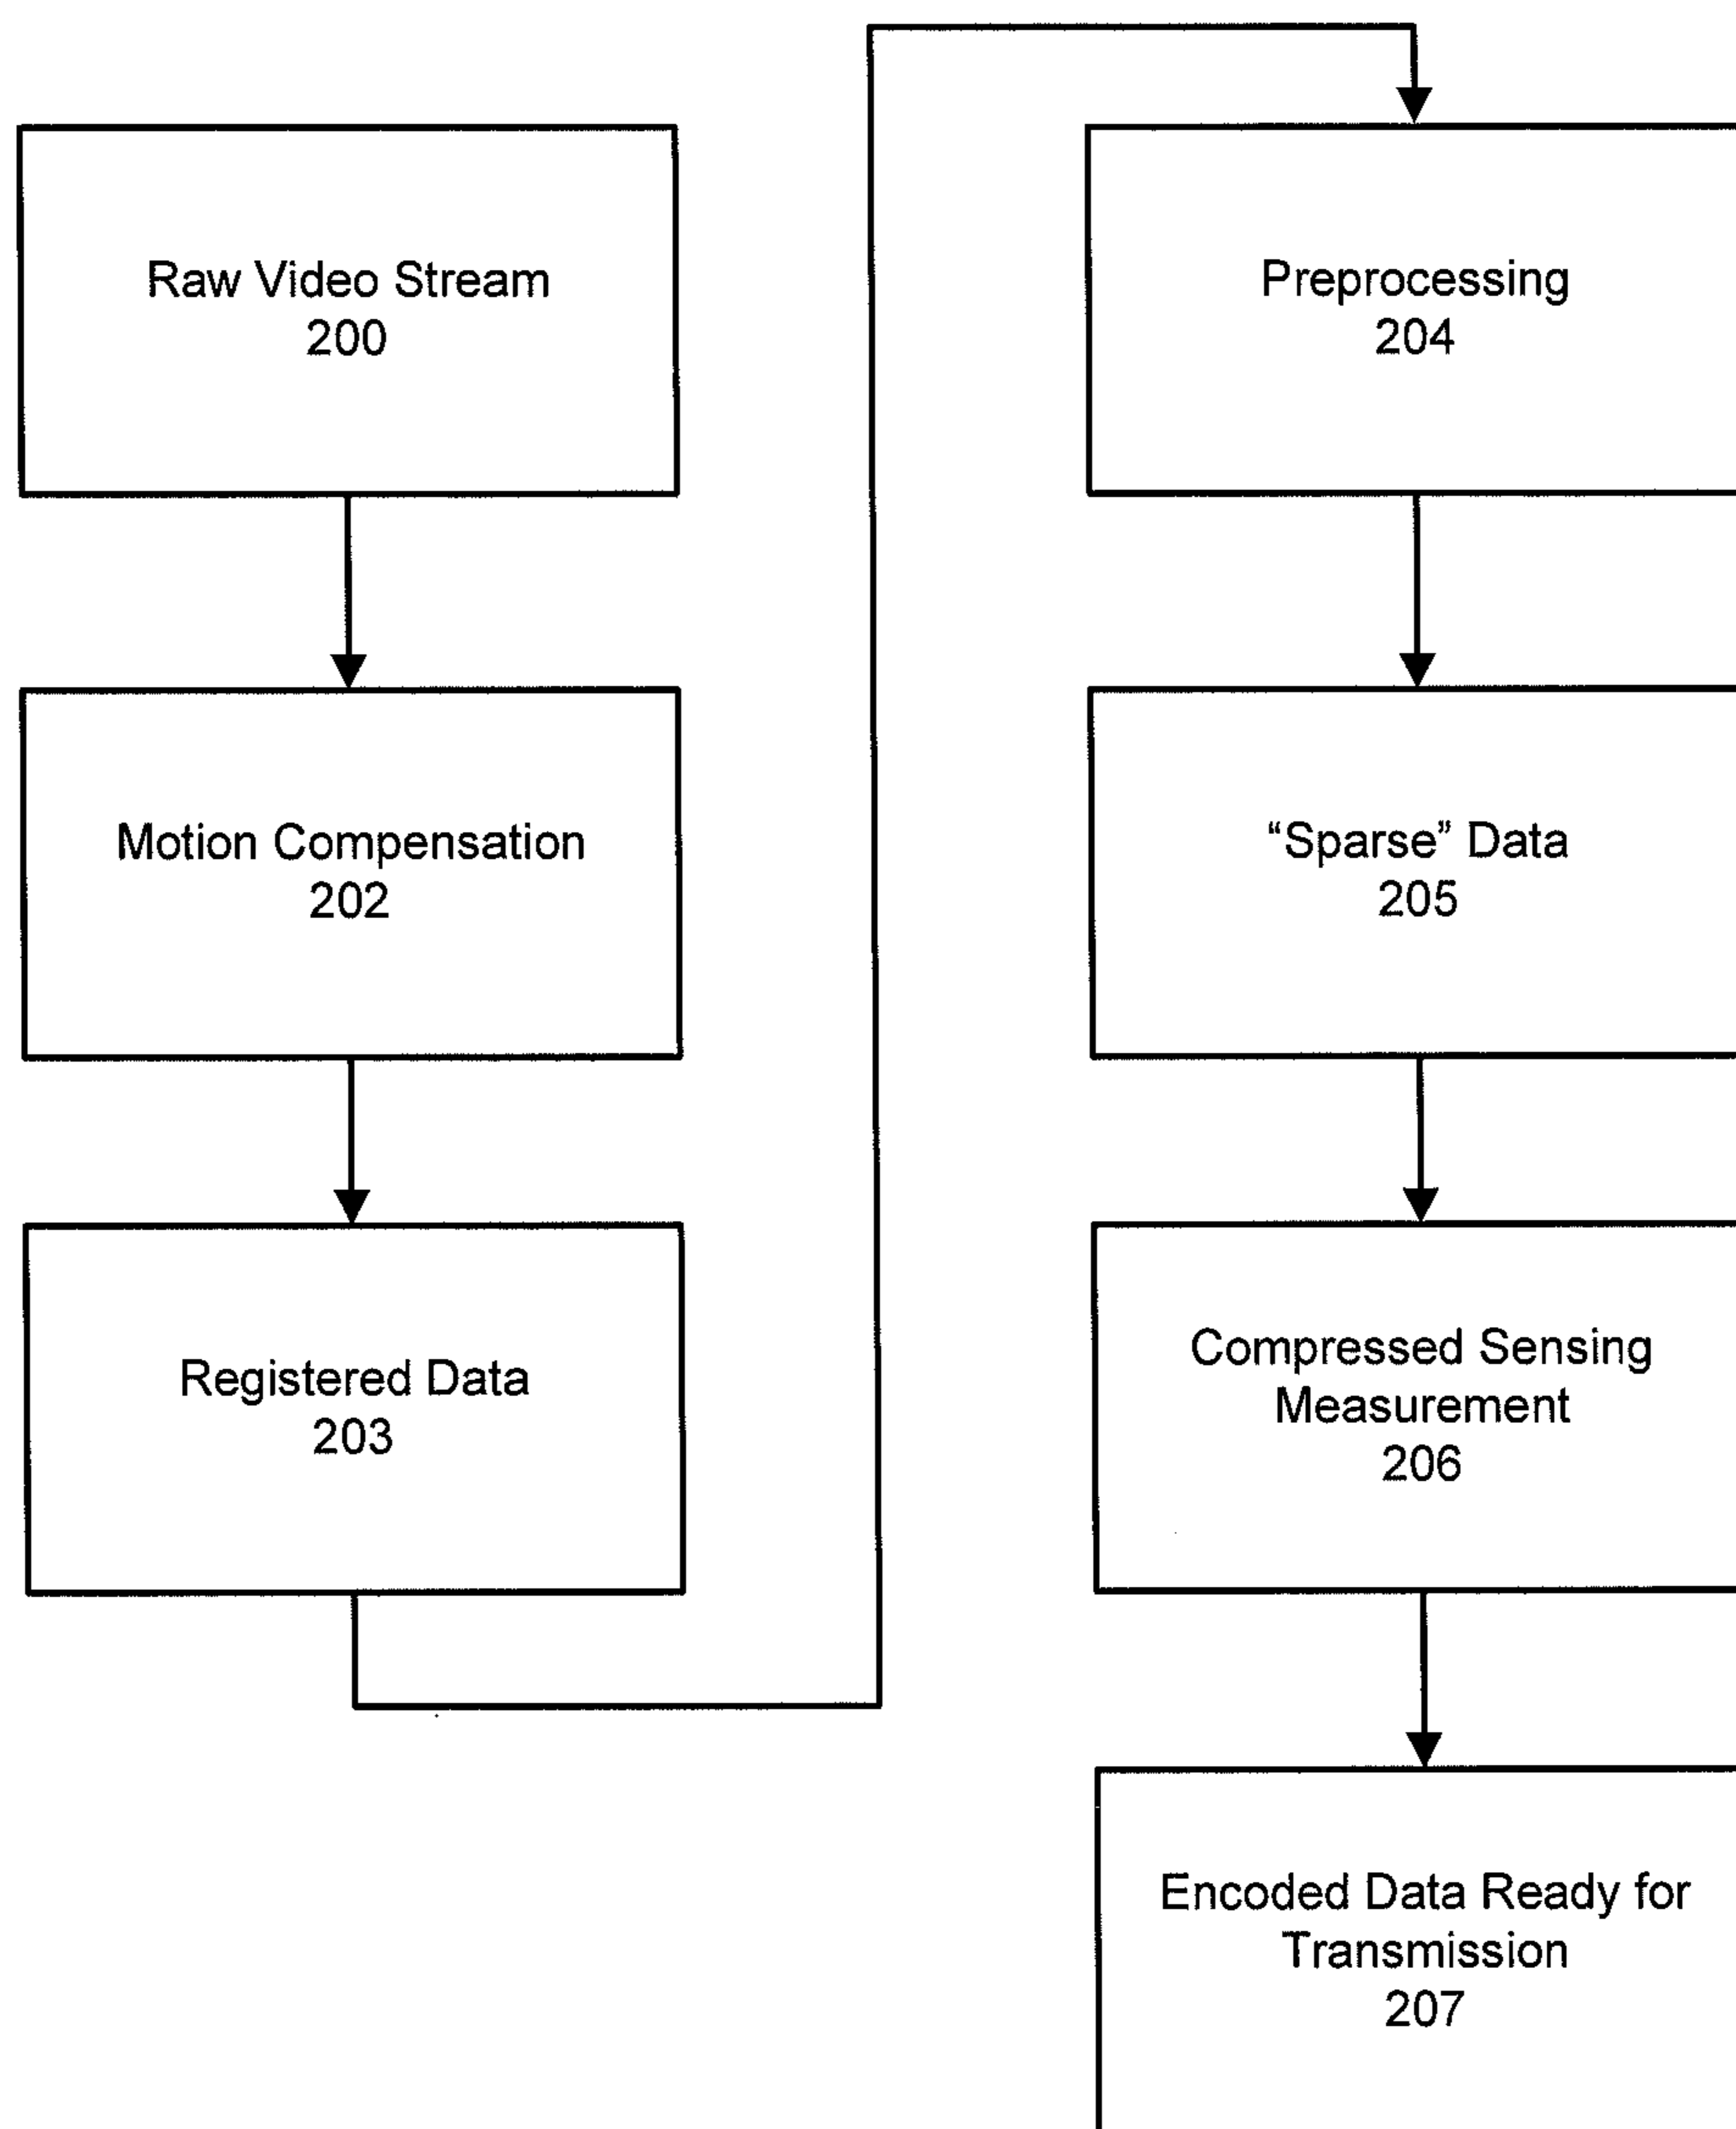 Raw Video Stream
200
Motion Compensation
202
Registered Data
203
Preprocessing
204
“Sparse” Data
205
Compressed Sensing
Measurement
206
Encoded Data Ready for
Transmission
207